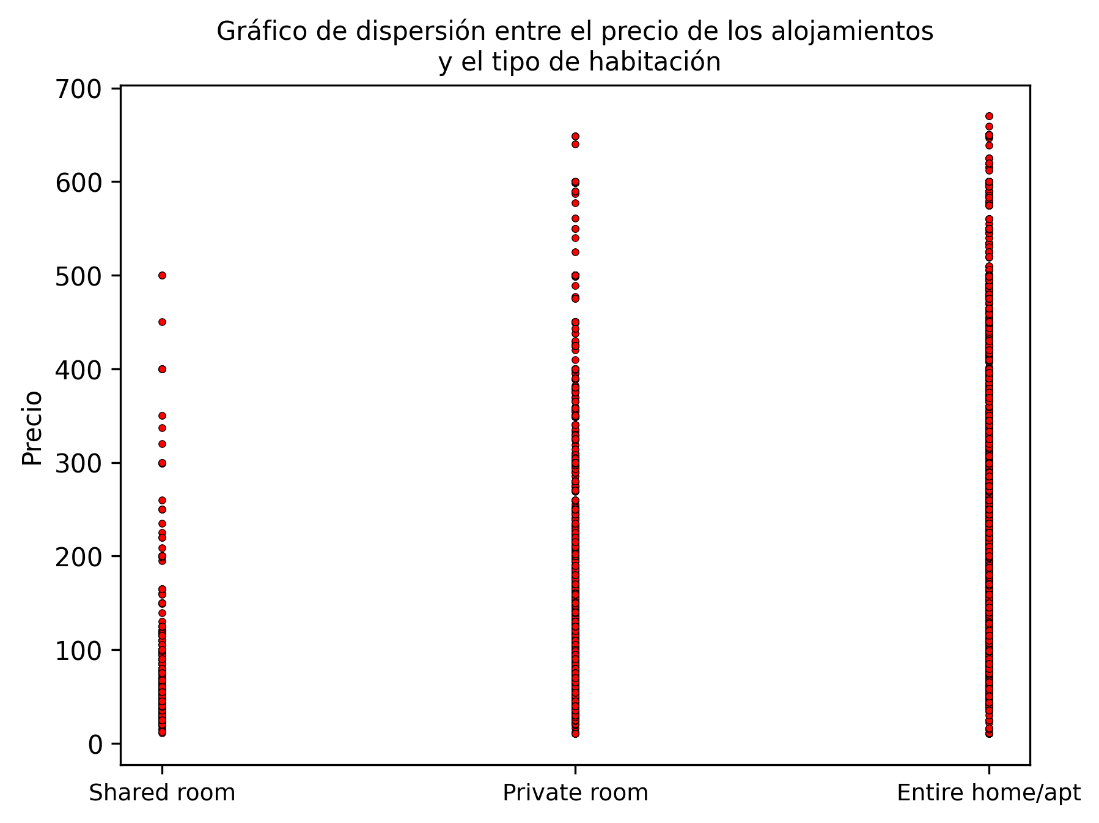 Gráfico de dispersión entre el precio de los alojamientos
y el tipo de habitación
700
600
500
400
300
200
100
0
Precio
Shared room
Private room
Entire home/apt